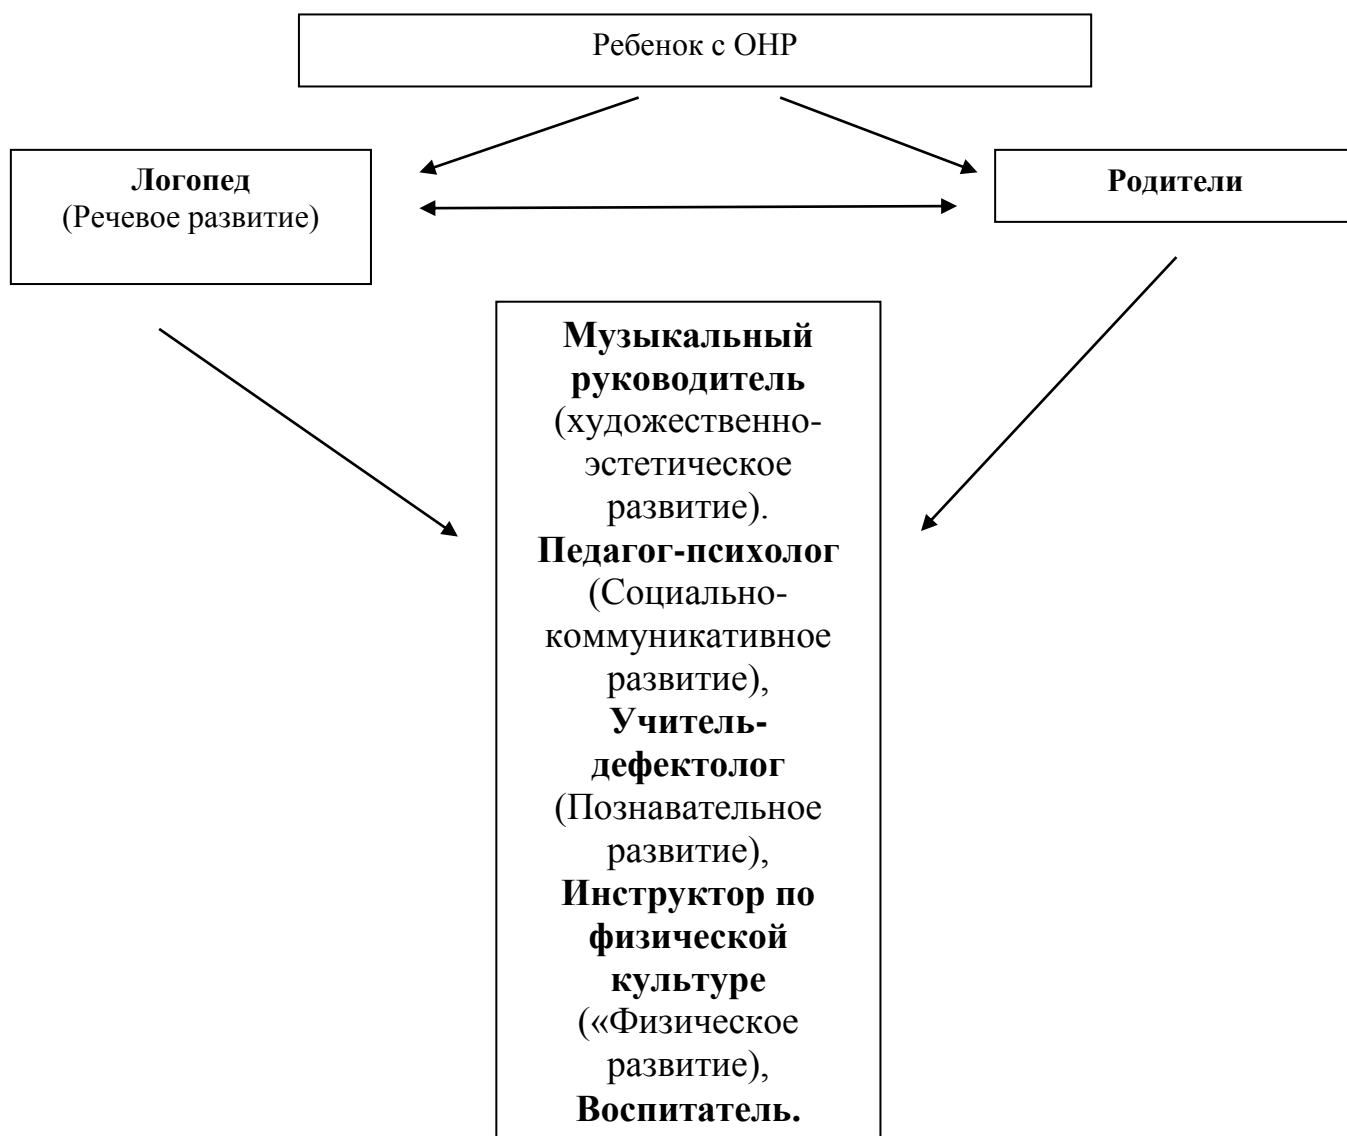 Ребенок с ОНР
Логопед
(Речевое развитие)
Родители
Музыкальный
руководитель
(художественно-
эстетическое
развитие).
Педагог-психолог
(Социально-
коммуникативное
развитие),
Учитель-
дефектолог
(Познавательное
развитие),
Инструктор по
физической
культуре
(«Физическое
развитие),
Воспитатель.